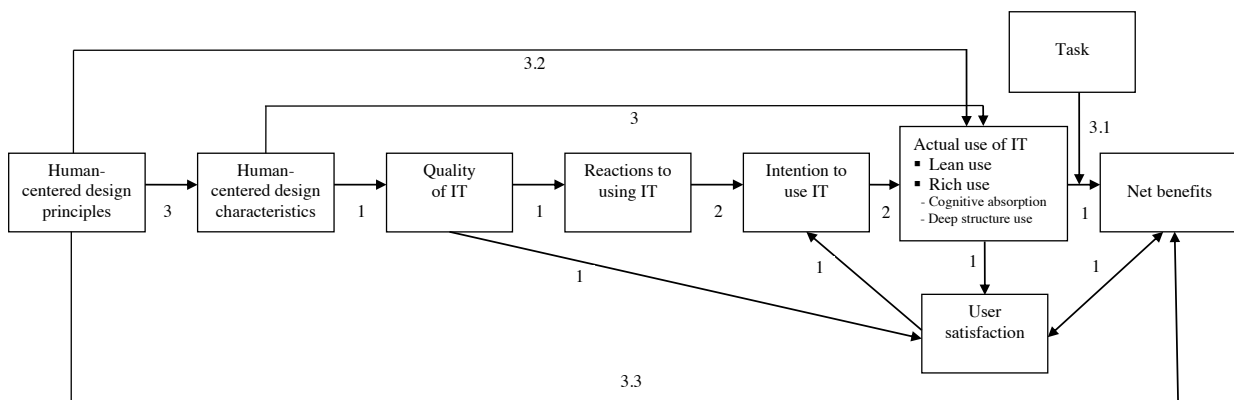 Task
3.2
3
3.1
Human-
centered design
principles
3
Human-
centered design
characteristics
1
Quality
of IT
1
Reactions to
using IT
2
Intention to
use IT
2
Actual use of IT
▪ Lean use
▪ Rich use
- Cognitive absorption
- Deep structure use
1
Net benefits
1
1
1
1
User
satisfaction
3.3